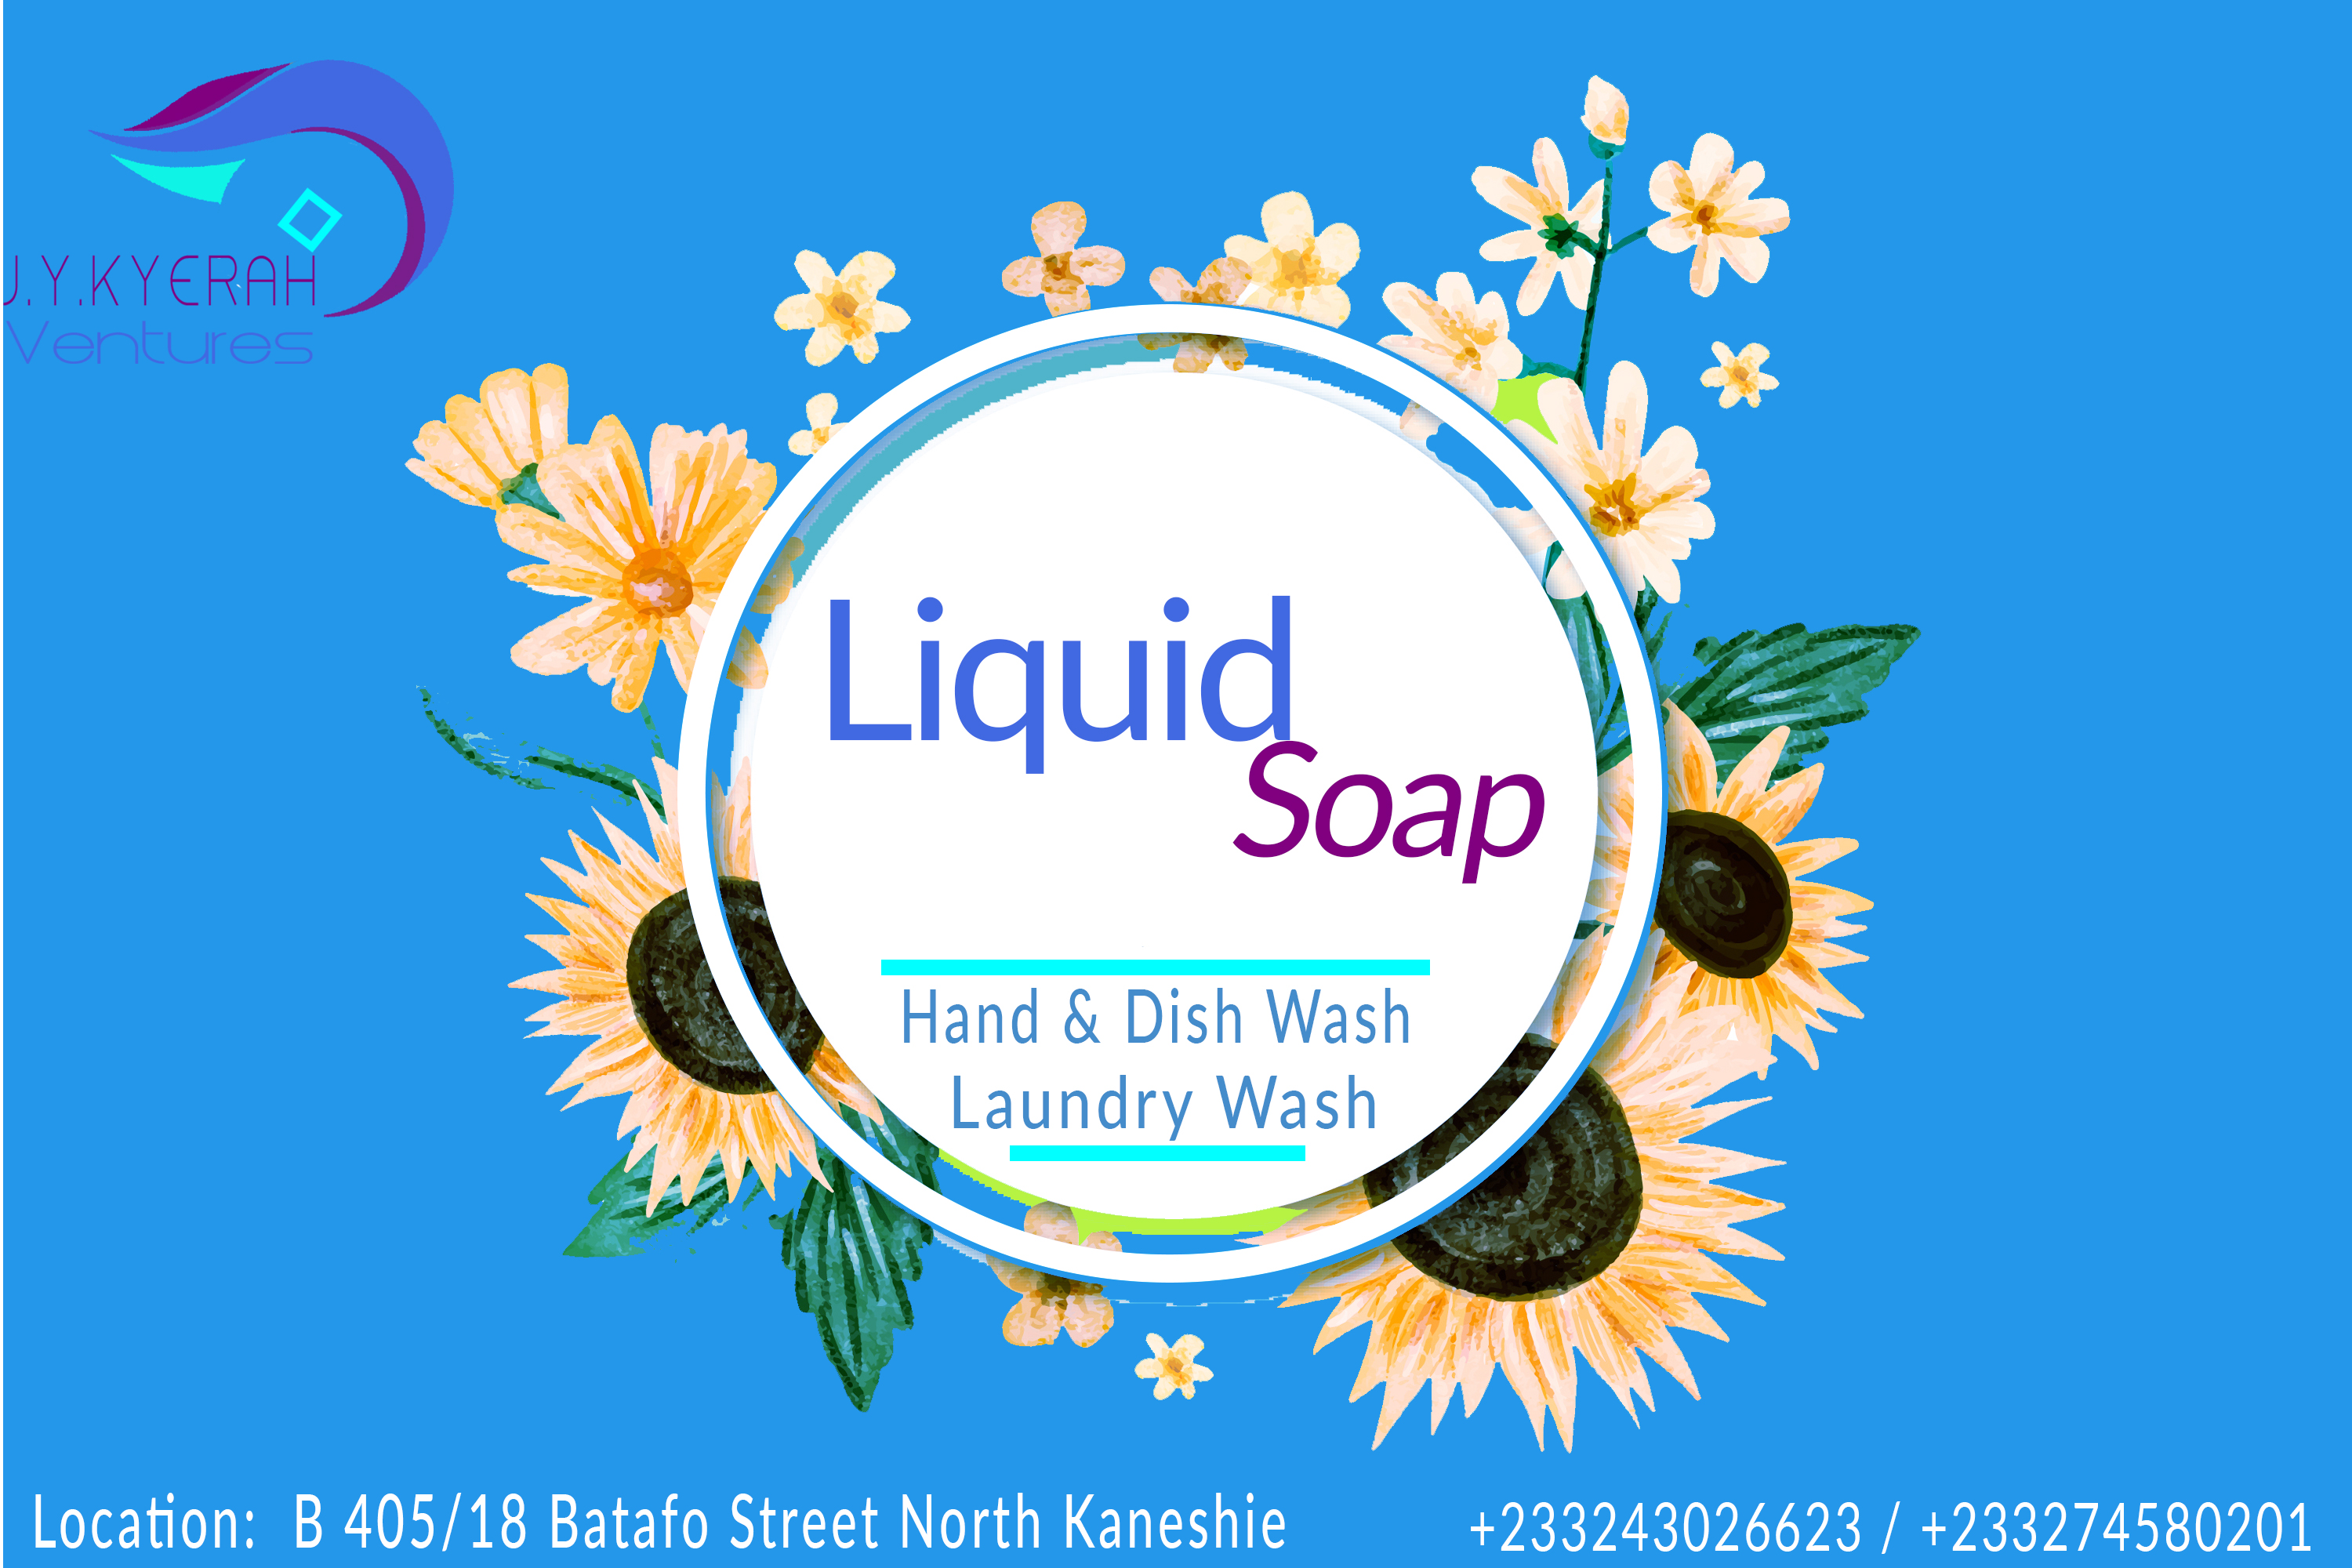 J.Y.KYERAH
Ventures
Liquid
Soap
Hand & Dish Wash
Laundry Wash
Location: B 405/18 Batafo Street North Kaneshie
+233243026623 / +233274580201